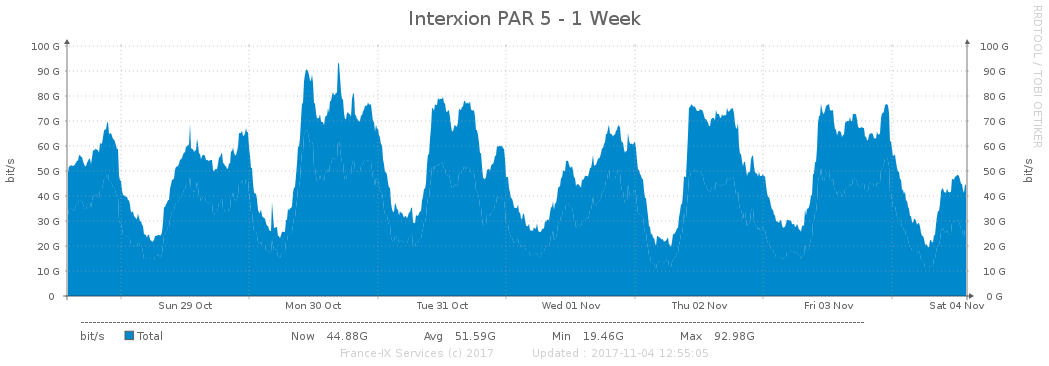 Interxion PAR 5 - 1 Week
RRDTOOL / TOBI OETIKER
100 G 100 G
90 G 90 G
80 G 80 G
70 G 70 G
60 G 60 G
50 G 50 G
40 G 40 G
30 G 30 G
20 G 20 G
10 G 10 G
0 0 G
bit/s
bit/s
Sun 29 Oct Mon 30 Oct Tue 31 Oct Wed 01 Nov Thu 02 Nov Fri 03 Nov Sat 04 Nov
bit/s Total Now 44.88G Avg 51.59G Min 19.46G Max 92.98G
France-IX Services (c) 2017 Updated : 2017-11-04 12:55:05